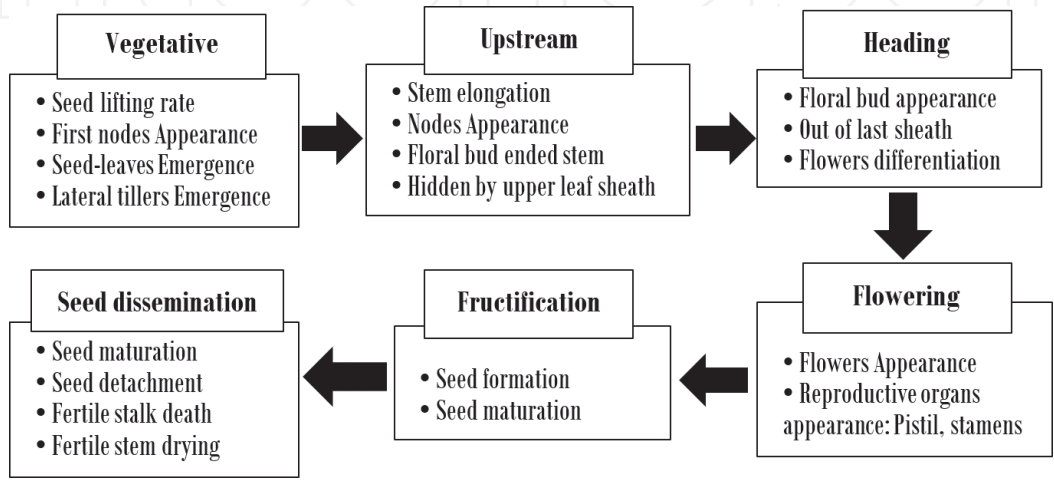 Vegetative
• Seed lifting rate
• First nodes Appearance
• Seed-leaves Emergence
• Lateral tillers Emergence
Upstream
• Stem elongation
• Nodes Appearance
• Floral bud ended stem
• Hidden by upper leaf sheath
Heading
• Floral bud appearance
• Out of last sheath
• Flowers differentiation
Flowering
• Flowers Appearance
• Reproductive organs
appearance: Pistil, stamens
Fructification
• Seed formation
• Seed maturation
Seed dissemination
• Seed maturation
• Seed detachment
• Fertile stalk death
• Fertile stem drying